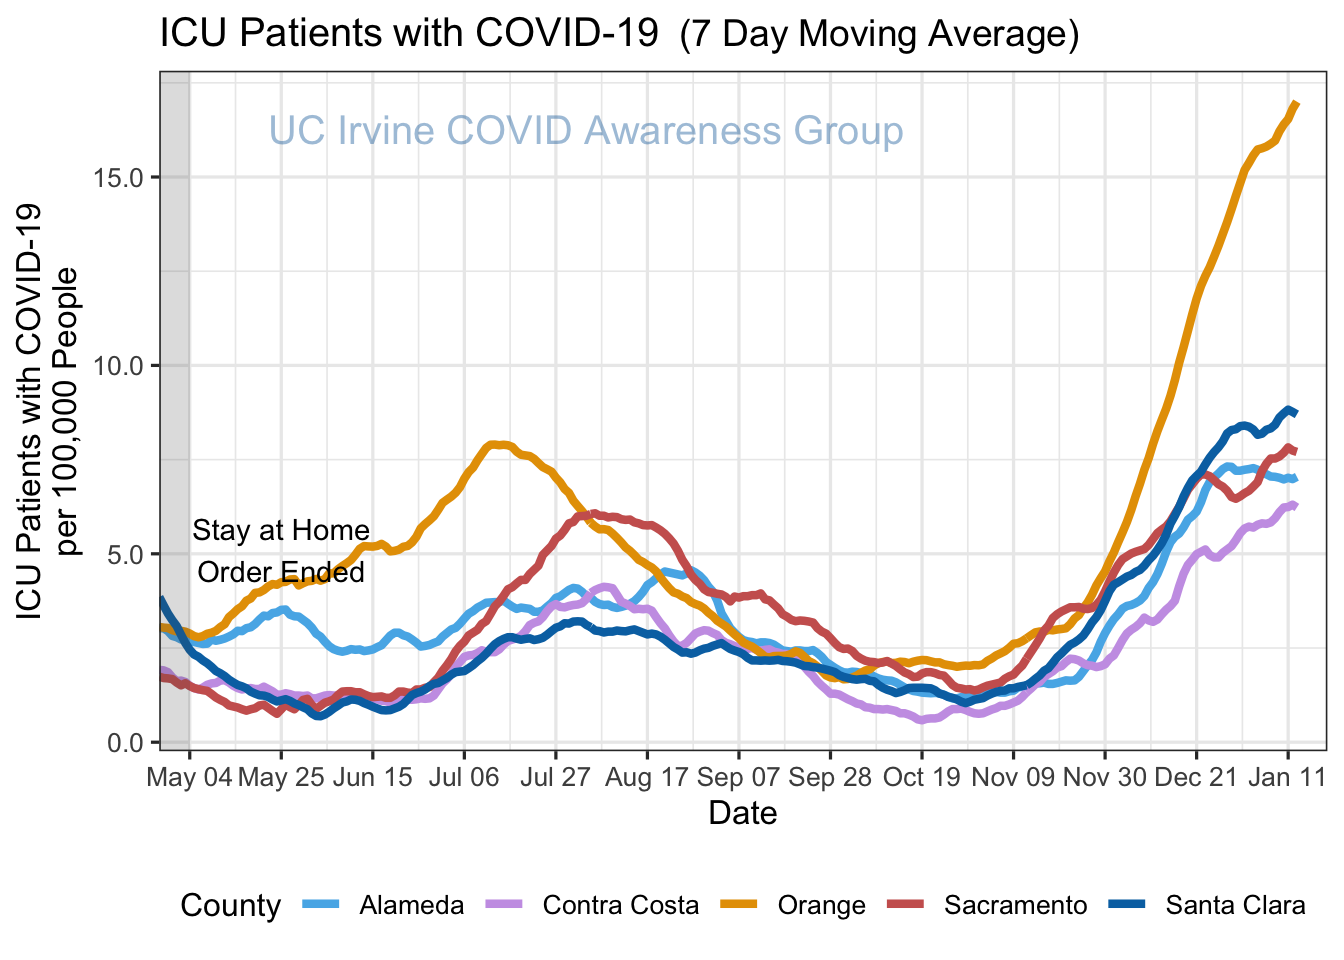 ICU Patients with COVID-19 (7 Day Moving Average)
UC Irvine COVID Awareness Group
ICU Patients with COVID-19
per 100,000 People
15.0
10.0
5.0
0.0
Stay at Home
Order Ended
May 04 May 25 Jun 15 Jul 06 Jul 27 Aug 17 Sep 07 Sep 28 Oct 19 Nov 09 Nov 30 Dec 21 Jan 11
Date
County Alameda Contra Costa Orange Sacramento Santa Clara